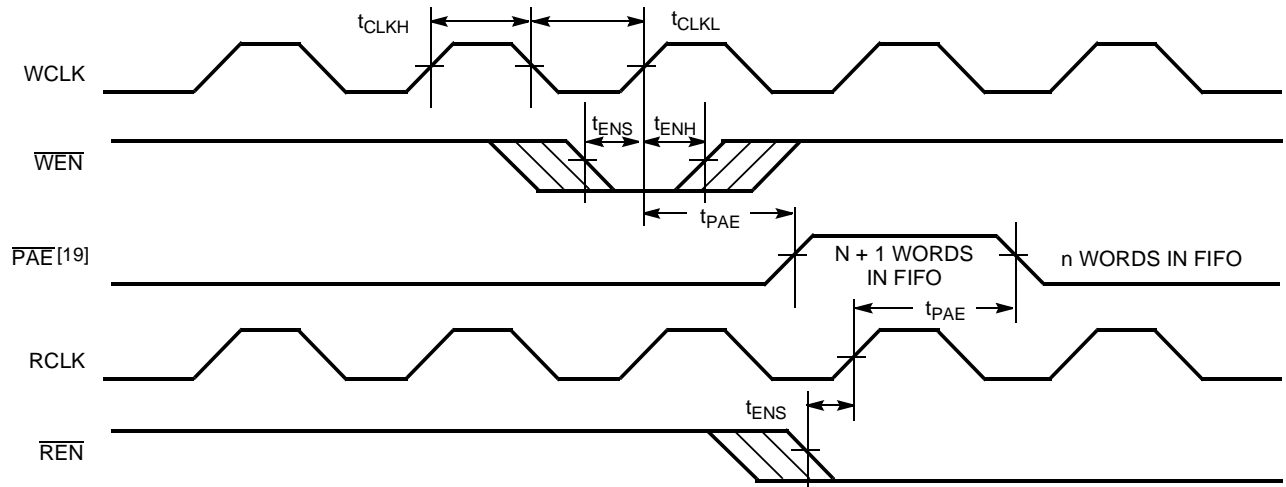 tCLKH
tCLKL
WCLK
tENS
tENH
WEN
tPAE
PAE [19]
N + 1 WORDS
IN FIFO
n WORDS IN FIFO
tPAE
RCLK
tENS
REN